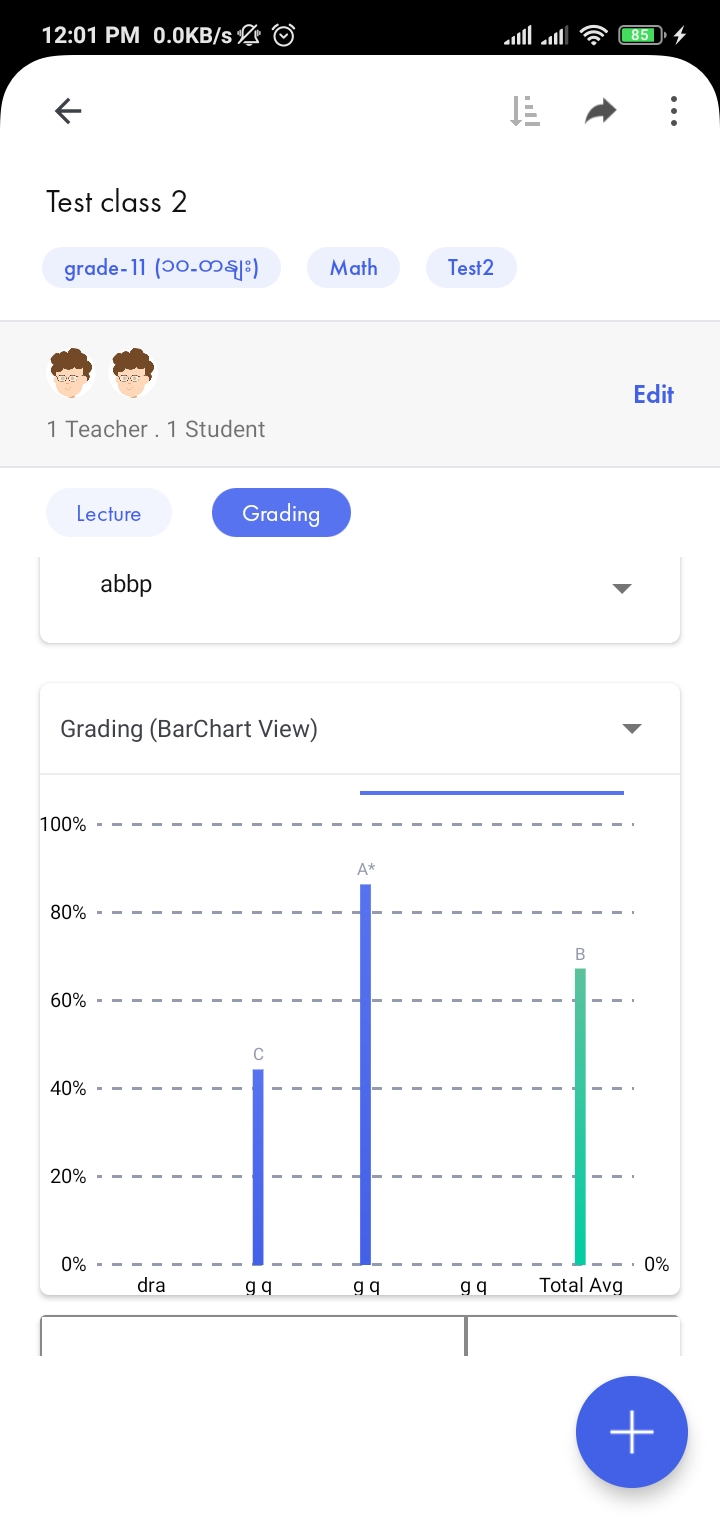 12:01 PM 0.0KB/s 85
Test class 2
grade-11 (၁၀-တန်း) Math Test2
1 Teacher . 1 Student
Edit
Lecture Grading
abbp
Grading (BarChart View)
100%
A*
80%
B
60%
C
40%
20%
0% 0%
dra g q g q g q Total Avg